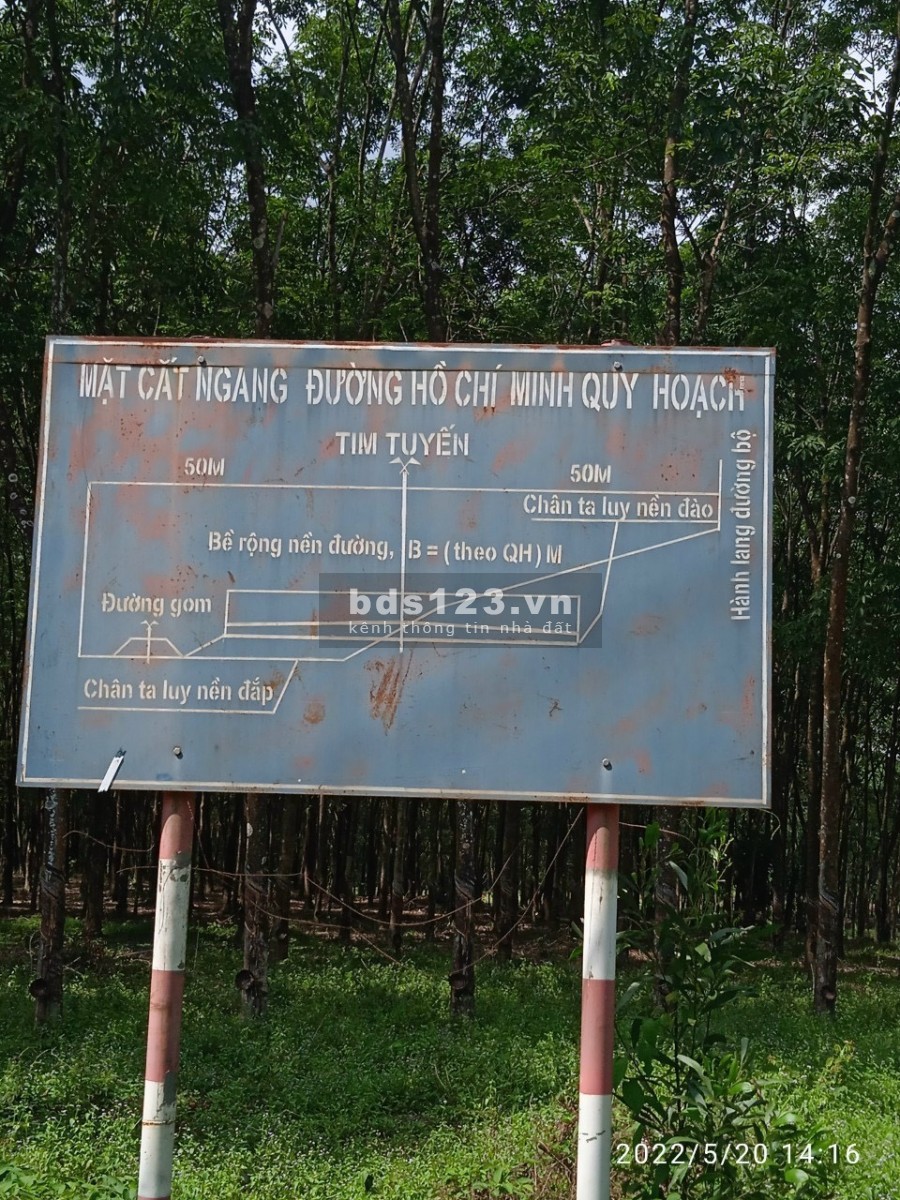 MẶT CẮT NGANG ĐƯỜNG HỒ CHÍ MINH QUY HOẠCH
TIM TUYẾN
50M
50M
Chân ta luy nền đào
Hành lang đường bộ
Bề rộng nền đường, B = (theo QH) M
bds123.vn
kênh thông tin nhà đất
Đường gom
Chân ta luy nền đắp
2022/5/20 14:16